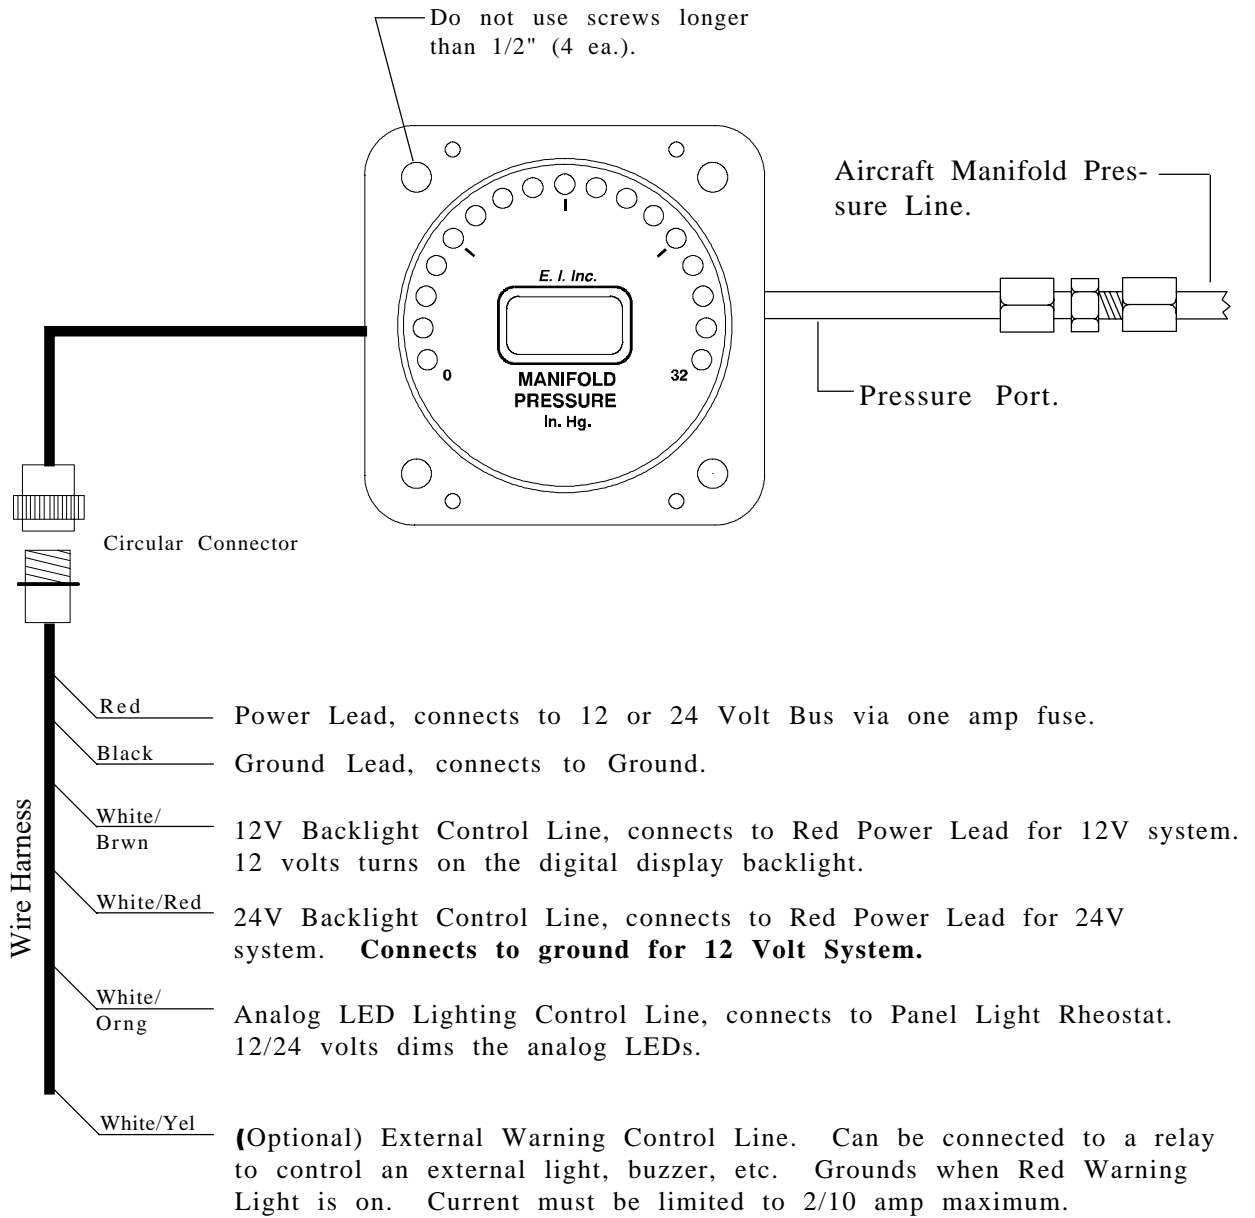 Do not use screws longer
than 1/2" (4 ea.).
Aircraft Manifold Pres-
sure Line.
E. I. Inc.
0
32
MANIFOLD
PRESSURE
In. Hg.
Pressure Port.
Circular Connector
Wire Harness
Red
Power Lead, connects to 12 or 24 Volt Bus via one amp fuse.
Black
Ground Lead, connects to Ground.
White/
Brwn
12V Backlight Control Line, connects to Red Power Lead for 12V system.
12 volts turns on the digital display backlight.
White/Red
24V Backlight Control Line, connects to Red Power Lead for 24V
system. Connects to ground for 12 Volt System.
White/
Orng
Analog LED Lighting Control Line, connects to Panel Light Rheostat.
12/24 volts dims the analog LEDs.
White/Yel
(Optional) External Warning Control Line. Can be connected to a relay
to control an external light, buzzer, etc. Grounds when Red Warning
Light is on. Current must be limited to 2/10 amp maximum.